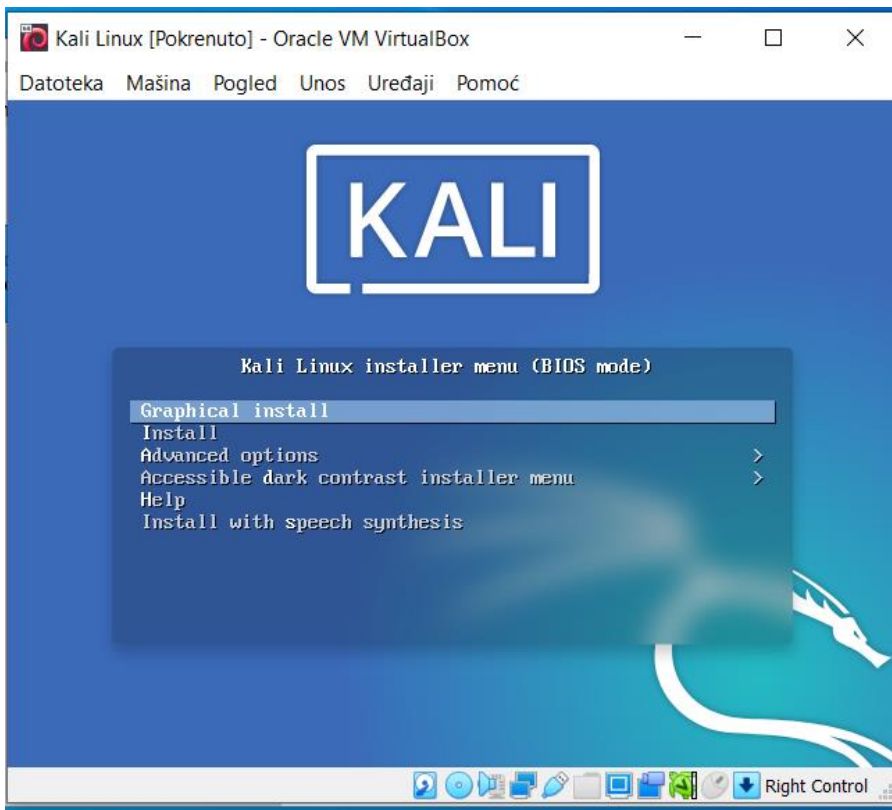 Kali Linux [Pokrenuto] - Oracle VM VirtualBox
Datoteka Mašina Pogled Unos Uređaji Pomoć
KALI
Kali Linux installer menu (BIOS mode)
Graphical install
Install
Advanced options >
Accessible dark contrast installer menu >
Help
Install with speech synthesis
Right Control